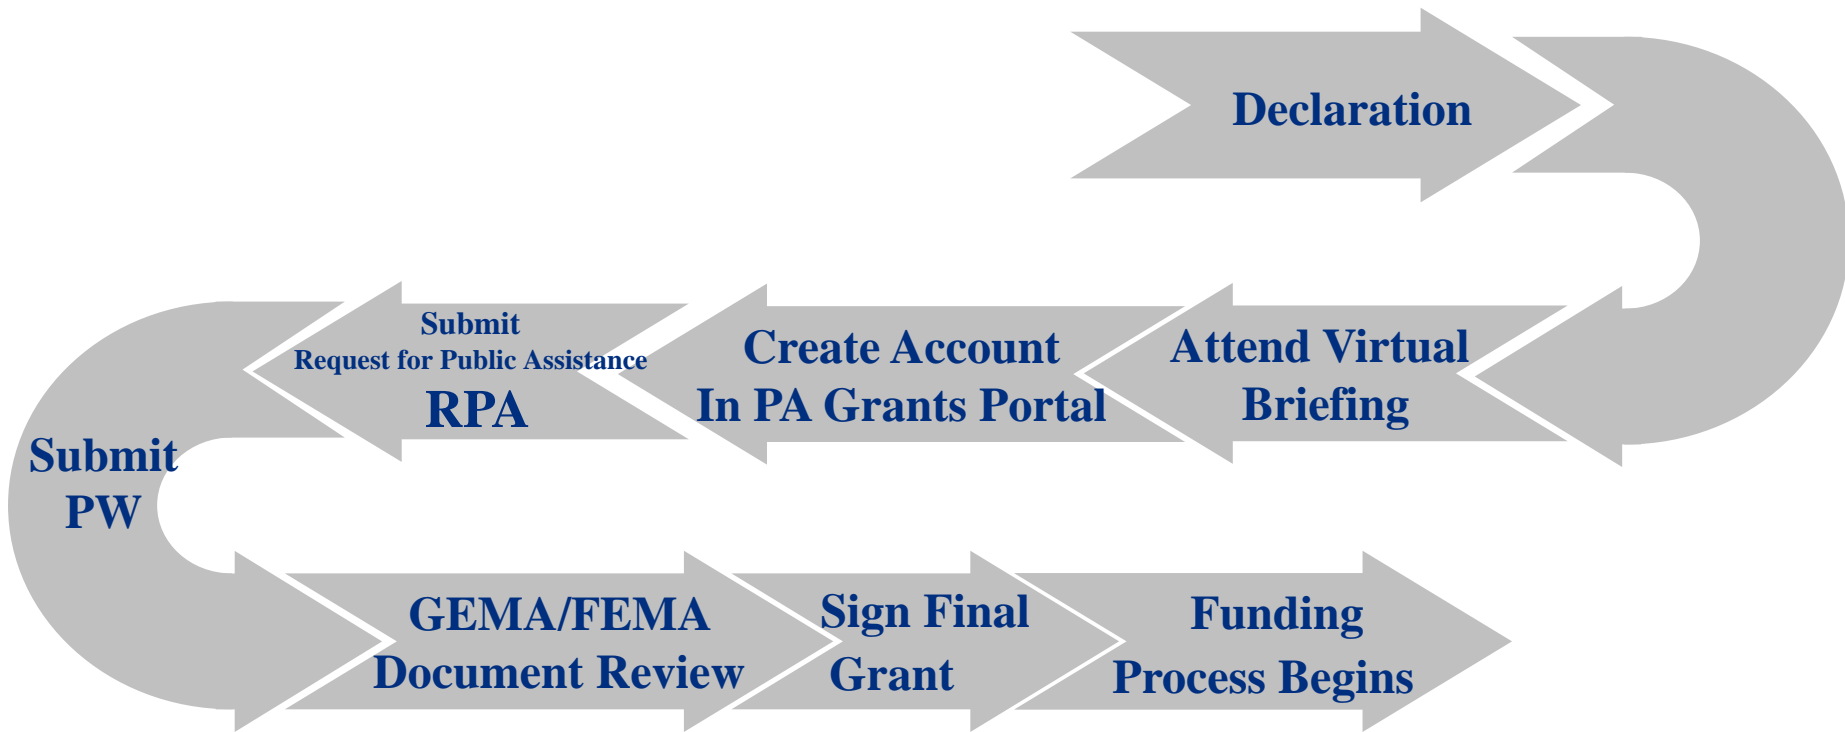 Declaration
Attend Virtual
Briefing
Create Account
In PA Grants Portal
Submit
Request for Public Assistance
RPA
Submit
PW
GEMA/FEMA
Document Review
Sign Final
Grant
Funding
Process Begins